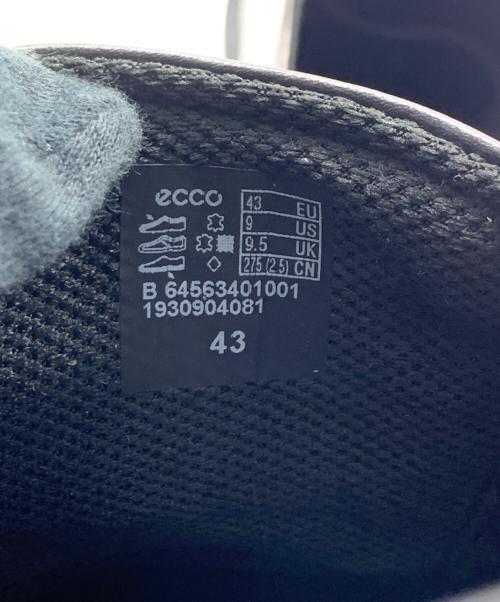 ecco
43 EU
9 US
9.5 UK
275 (2.5) CN
B 64563401001
1930904081
43